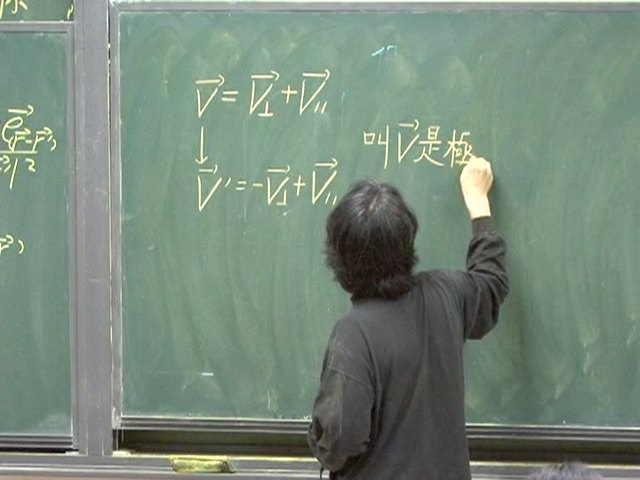 V⃗ = V⃗⊥ + V⃗∥
↓
V⃗' = -V⃗⊥ + V⃗∥
叫 V⃗ 是極